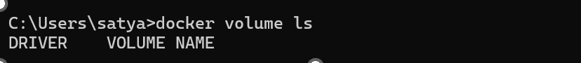 C:\Users\satya>docker volume ls
DRIVER    VOLUME NAME